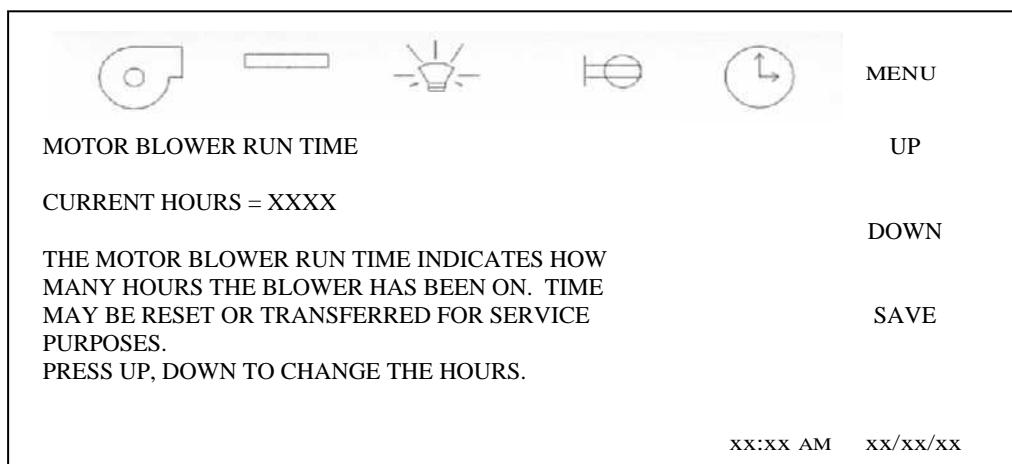 MENU
MOTOR BLOWER RUN TIME
UP
CURRENT HOURS = XXXX
DOWN
THE MOTOR BLOWER RUN TIME INDICATES HOW
MANY HOURS THE BLOWER HAS BEEN ON.  TIME
MAY BE RESET OR TRANSFERRED FOR SERVICE
SAVE
PURPOSES.
PRESS UP, DOWN TO CHANGE THE HOURS.
xx:xx AM xx/xx/xx